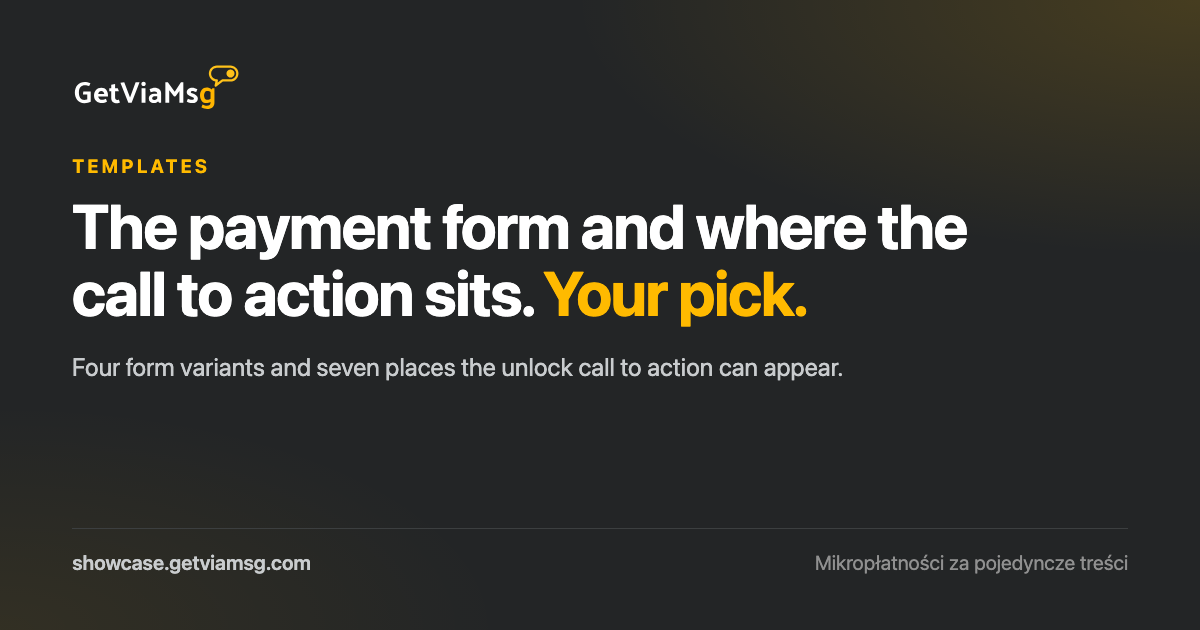 GetViaMsg
TEMPLATES
The payment form and where the
call to action sits. Your pick.
Four form variants and seven places the unlock call to action can appear.
showcase.getviamsg.com
Mikropłatności za pojedyncze treści